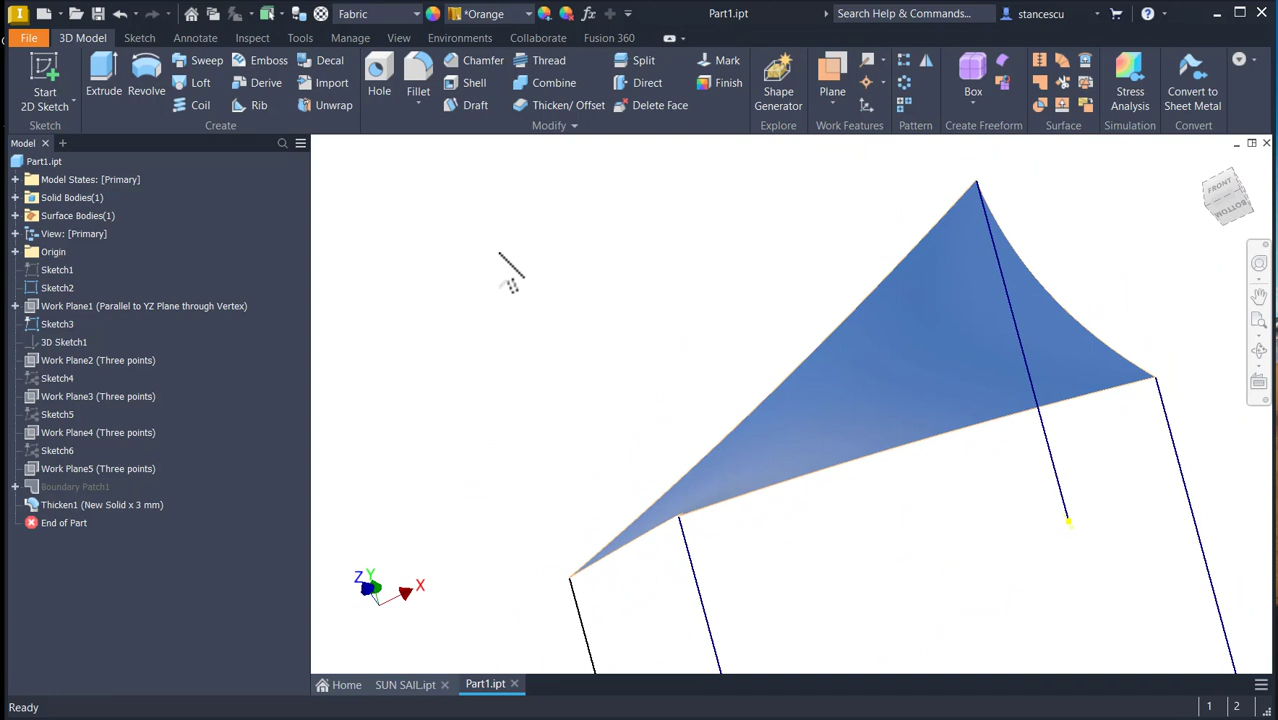 I PRO Fabric *Orange fx Part1.ipt Search Help & Commands... stancescu
File 3D Model Sketch Annotate Inspect Tools Manage View Environments Collaborate Fusion 360
Start 2D Sketch
Extrude Revolve Sweep Emboss Decal
Loft Derive Import
Coil Rib Unwrap
Hole Fillet Chamfer Thread Split Direct
Shell Combine
Draft Thicken/ Offset Delete Face
Mark Finish
Shape Generator
Plane
Box
Stress Analysis
Convert to Sheet Metal
Sketch Create Modify Explore Work Features Pattern Create Freeform Surface Simulation Convert
Model
Part1.ipt
Model States: [Primary]
Solid Bodies(1)
Surface Bodies(1)
View: [Primary]
Origin
Sketch1
Sketch2
Work Plane1 (Parallel to YZ Plane through Vertex)
Sketch3
3D Sketch1
Work Plane2 (Three points)
Sketch4
Work Plane3 (Three points)
Sketch5
Work Plane4 (Three points)
Sketch6
Work Plane5 (Three points)
Boundary Patch1
Thicken1 (New Solid x 3 mm)
End of Part
FRONT
BOTTOM
Z Y X
Home SUN SAIL.ipt Part1.ipt
Ready 1 2